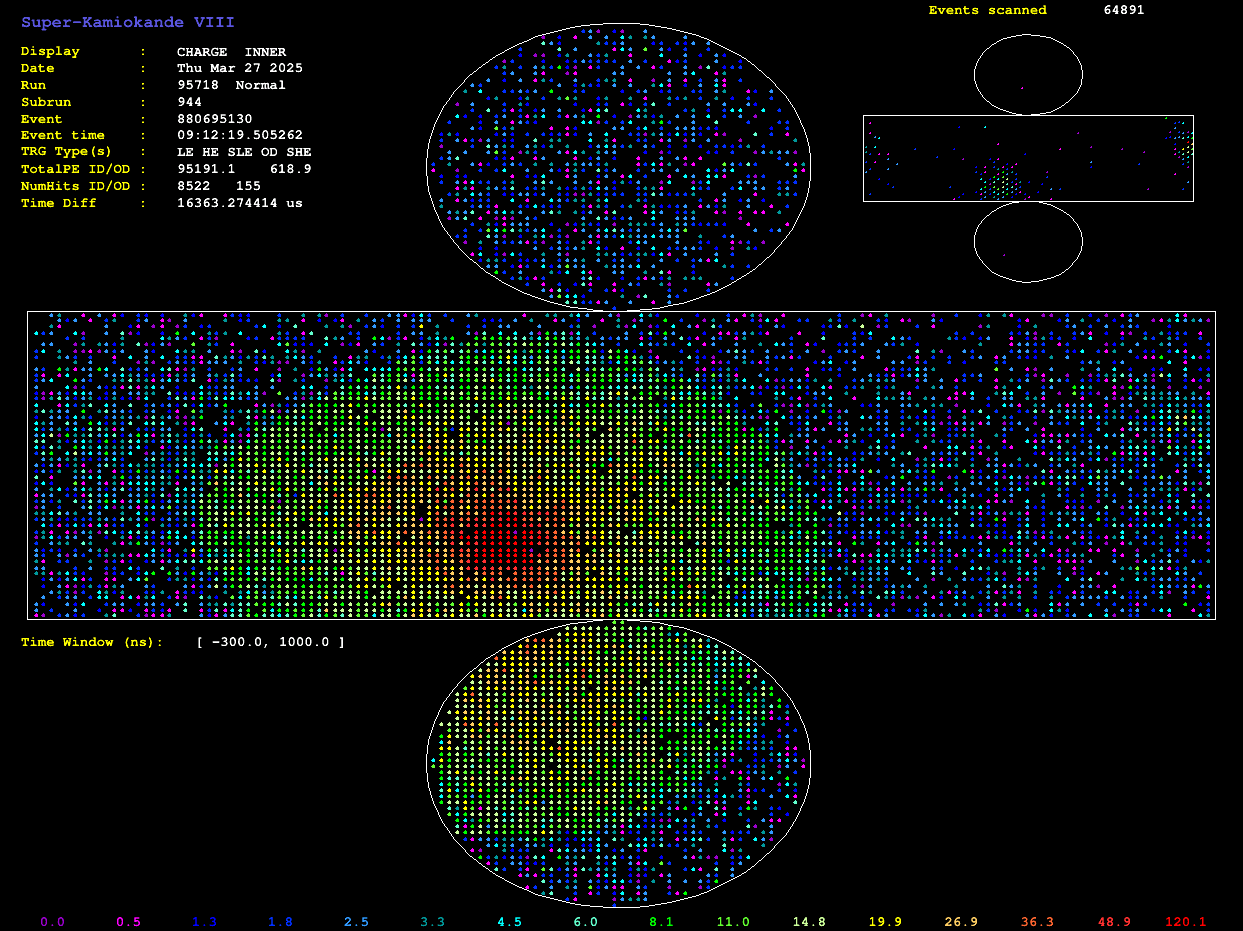 Super-Kamiokande VIII
Events scanned 64891
Display : CHARGE INNER
Date : Thu Mar 27 2025
Run : 95718 Normal
Subrun : 944
Event : 880695130
Event time : 09:12:19.505262
TRG Type(s) : LE HE SLE OD SHE
TotalPE ID/OD : 95191.1 618.9
NumHits ID/OD : 8522 155
Time Diff : 16363.274414 us
Time Window (ns): [ -300.0, 1000.0 ]
0.0 0.5 1.3 1.8 2.5 3.3 4.5 6.0 8.1 11.0 14.8 19.9 26.9 36.3 48.9 120.1